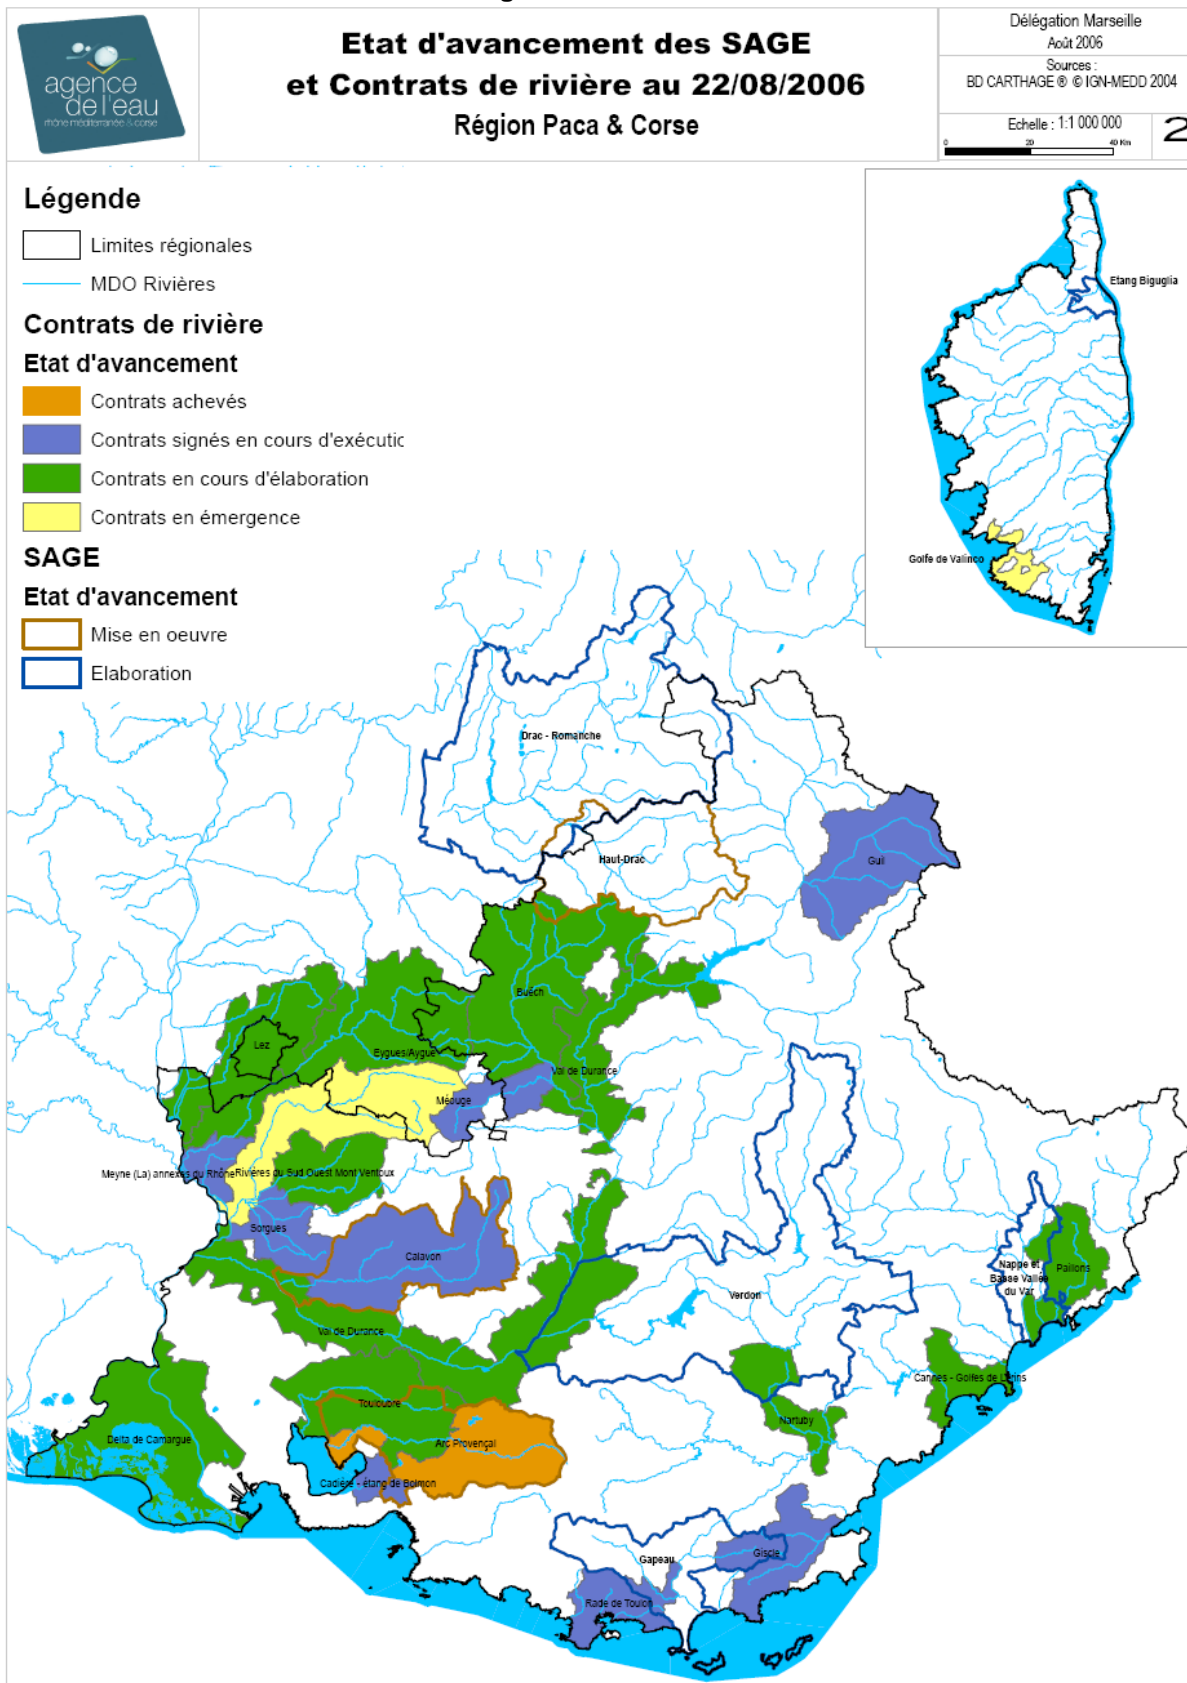 agence
de l'eau
rhône méditerranée & corse
Etat d'avancement des SAGE
et Contrats de rivière au 22/08/2006
Région Paca & Corse
Délégation Marseille
Août 2006
Sources :
BD CARTHAGE ® © IGN-MEDD 2004
Echelle : 1:1 000 000
0 20 40 Km
2
Légende
Limites régionales
MDO Rivières
Contrats de rivière
Etat d'avancement
Contrats achevés
Contrats signés en cours d'exécutic
Contrats en cours d'élaboration
Contrats en émergence
SAGE
Etat d'avancement
Mise en oeuvre
Elaboration
Etang Biguglia
Golfe de Valinco
Drac - Romanche
Haut-Drac
Guil
Buëch
Lez
Eygues/Aygue
Val de Durance
Méouge
Meyne (La) annexes du Rhône
Rivières du Sud Ouest Mont Ventoux
Sorgues
Calavon
Nappe et
Basse Vallée
du Var
Paillons
Verdon
Val de Durance
Cannes - Golfes de Lérins
Touloubre
Nartuby
Delta de Camargue
Arc Provençal
Cadière - étang de Bolmon
Gapeau
Giscle
Rade de Toulon